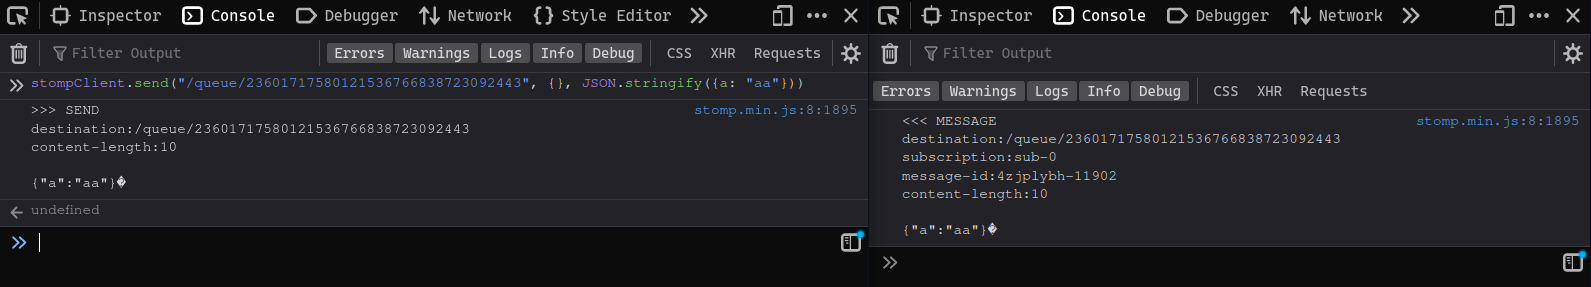 Inspector Console Debugger Network Style Editor
Filter Output Errors Warnings Logs Info Debug CSS XHR Requests
stompClient.send("/queue/23601717580121536766838723092443", {}, JSON.stringify({a: "aa"}))
>>> SEND stomp.min.js:8:1895
destination:/queue/23601717580121536766838723092443
content-length:10
{"a":"aa"}�
undefined
Inspector Console Debugger Network
Filter Output
Errors Warnings Logs Info Debug CSS XHR Requests
<<< MESSAGE stomp.min.js:8:1895
destination:/queue/23601717580121536766838723092443
subscription:sub-0
message-id:4zjplybh-11902
content-length:10
{"a":"aa"}�